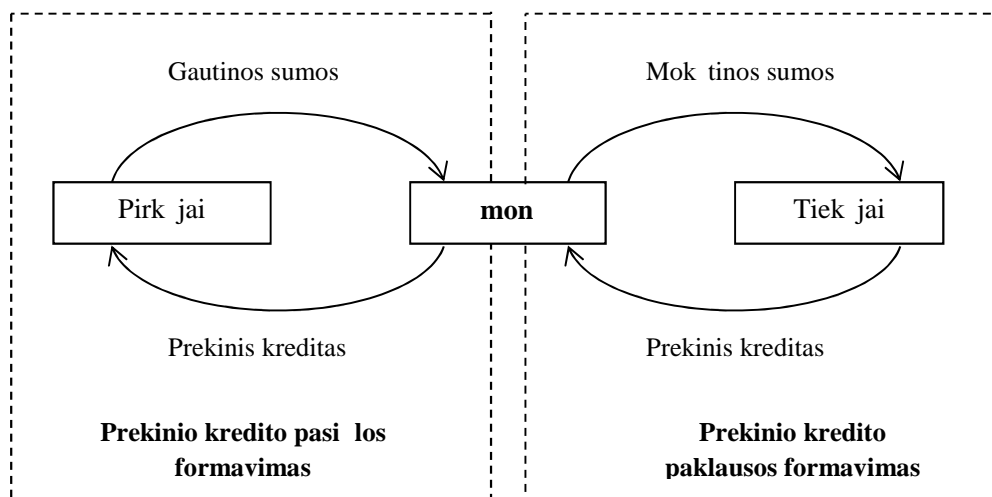 Gautinos sumos
Mok tinos sumos
Pirk jai
mon
Tiek jai
Prekinis kreditas
Prekinis kreditas
Prekinio kredito pasi los
formavimas
Prekinio kredito
paklausos formavimas